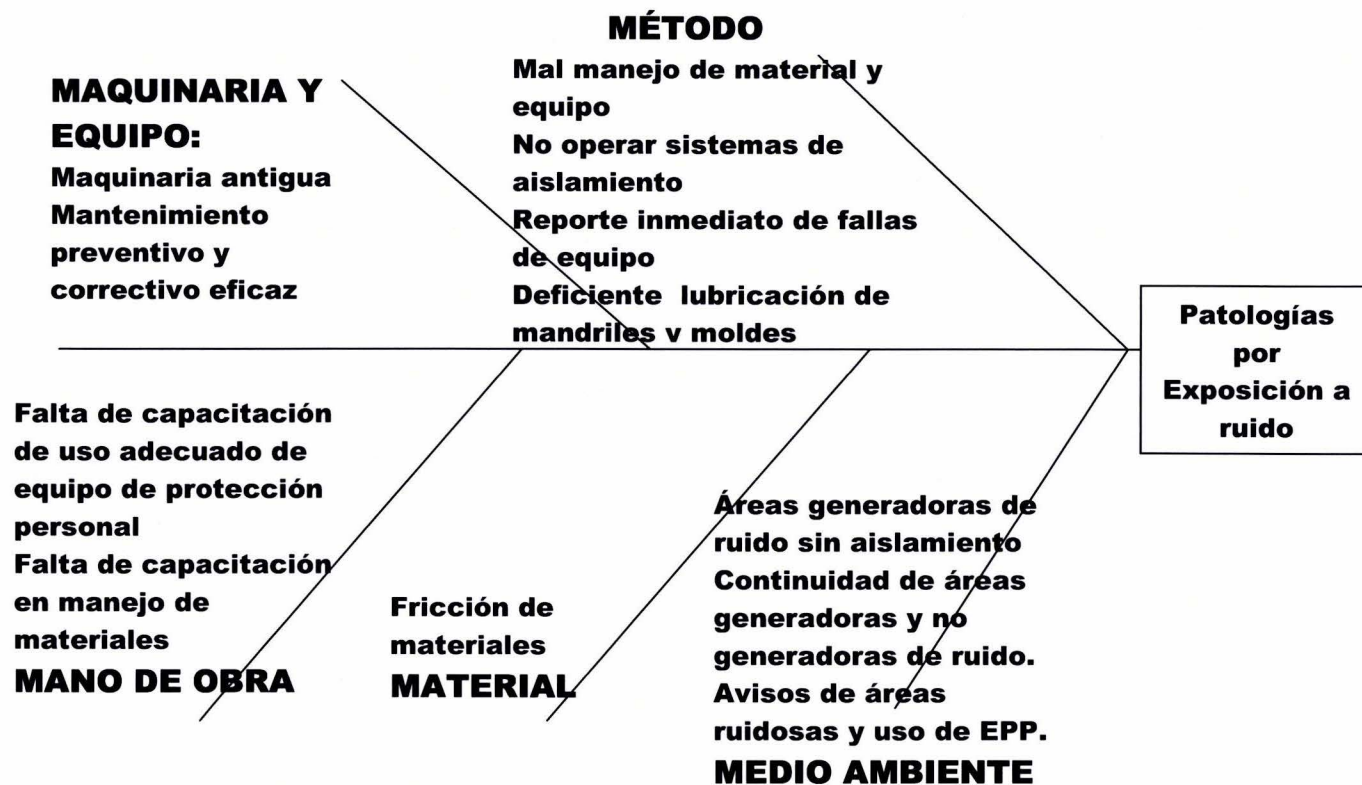 MÉTODO
Mal manejo de material y
equipo
No operar sistemas de
aislamiento
Reporte inmediato de fallas
de equipo
Deficiente lubricación de
mandriles y moldes
MAQUINARIA Y
EQUIPO:
Maquinaria antigua
Mantenimiento
preventivo y
correctivo eficaz
Patologías
por
Exposición a
ruido
Falta de capacitación
de uso adecuado de
equipo de protección
personal
Falta de capacitación
en manejo de
materiales
MANO DE OBRA
Fricción de
materiales
MATERIAL
Áreas generadoras de
ruido sin aislamiento
Continuidad de áreas
generadoras y no
generadoras de ruido.
Avisos de áreas
ruidosas y uso de EPP.
MEDIO AMBIENTE